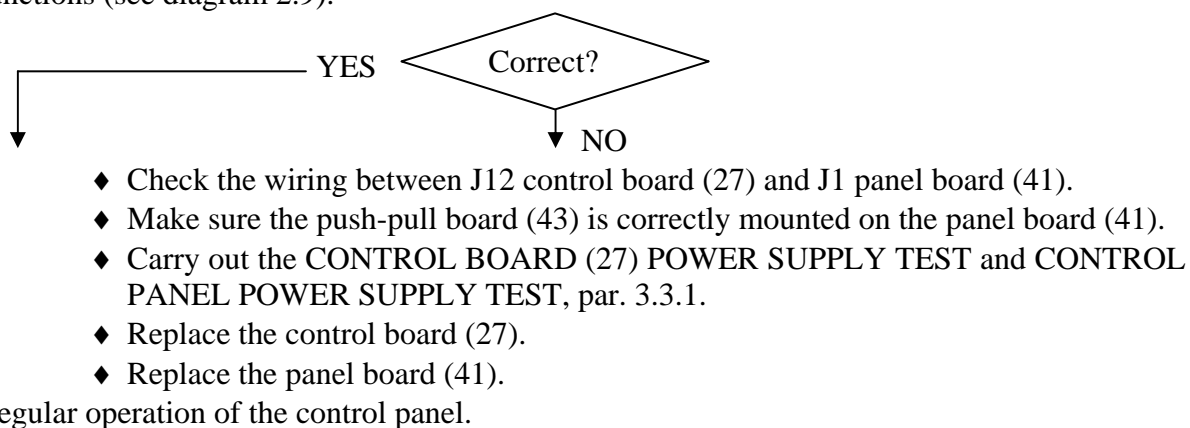 (see diagram 2.9).
YES Correct?
NO
♦ Check the wiring between J12 control board (27) and J1 panel board (41).
♦ Make sure the push-pull board (43) is correctly mounted on the panel board (41).
♦ Carry out the CONTROL BOARD (27) POWER SUPPLY TEST and CONTROL
PANEL POWER SUPPLY TEST, par. 3.3.1.
♦ Replace the control board (27).
♦ Replace the panel board (41).
egular operation of the control panel.